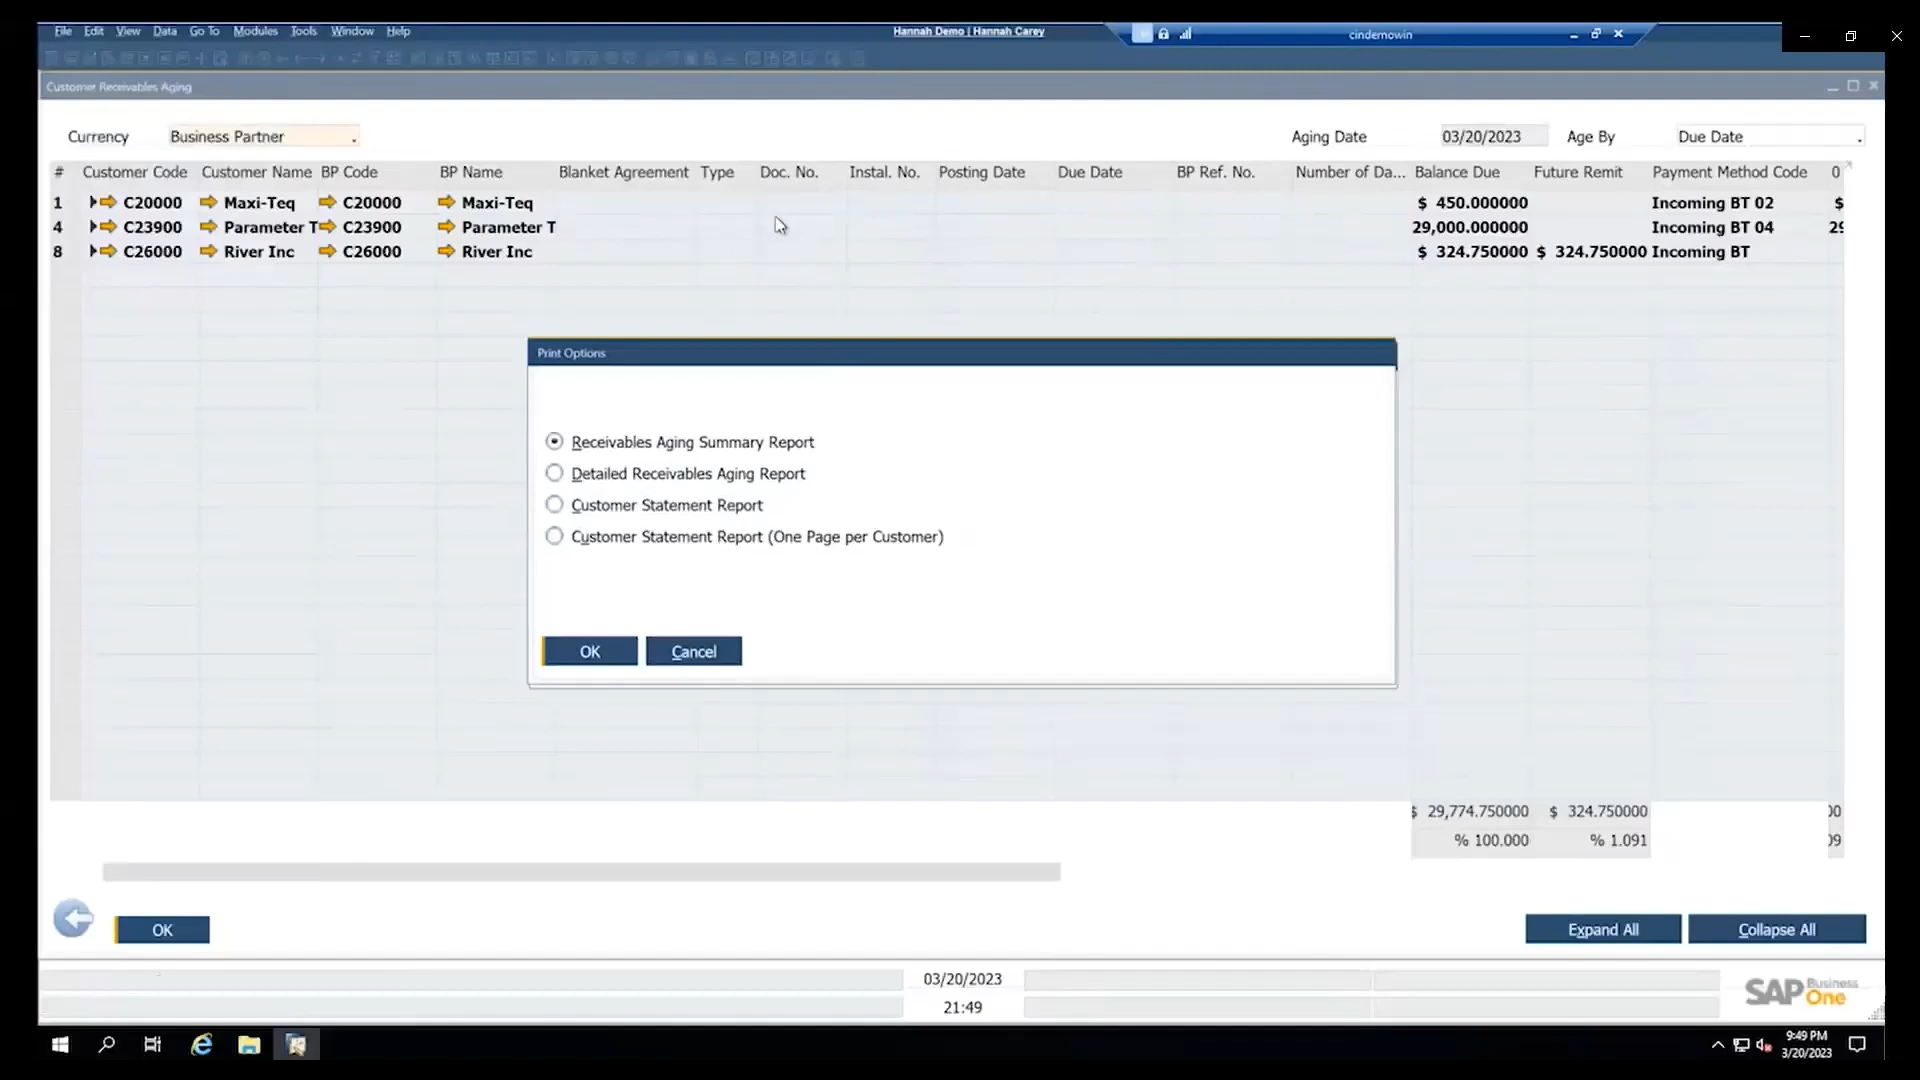 File Edit View Data Go To Modules Tools Window Help
Hannah Demo | Hannah Carey
cindemowin
Customer Receivables Aging
Currency Business Partner Aging Date 03/20/2023 Age By Due Date
# Customer Code Customer Name BP Code BP Name Blanket Agreement Type Doc. No. Instal. No. Posting Date Due Date BP Ref. No. Number of Da... Balance Due Future Remit Payment Method Code 0
1 C20000 Maxi-Teq C20000 Maxi-Teq $ 450.000000 Incoming BT 02 $
4 C23900 Parameter T C23900 Parameter T 29,000.000000 Incoming BT 04 29
8 C26000 River Inc C26000 River Inc $ 324.750000 $ 324.750000 Incoming BT
Print Options
Receivables Aging Summary Report
Detailed Receivables Aging Report
Customer Statement Report
Customer Statement Report (One Page per Customer)
OK Cancel
$ 29,774.750000 $ 324.750000 00
% 100.000 % 1.091 09
OK Expand All Collapse All
03/20/2023
21:49
SAP Business One
9:49 PM
3/20/2023